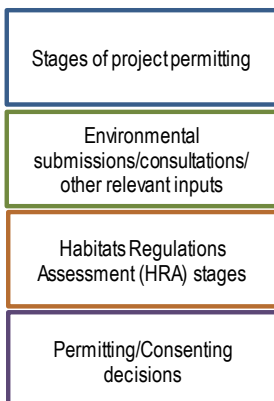 Stages of project permitting
Environmental
submissions/consultations/
other relevant inputs
Habitats Regulations
Assessment (HRA) stages
Permitting/Consenting
decisions